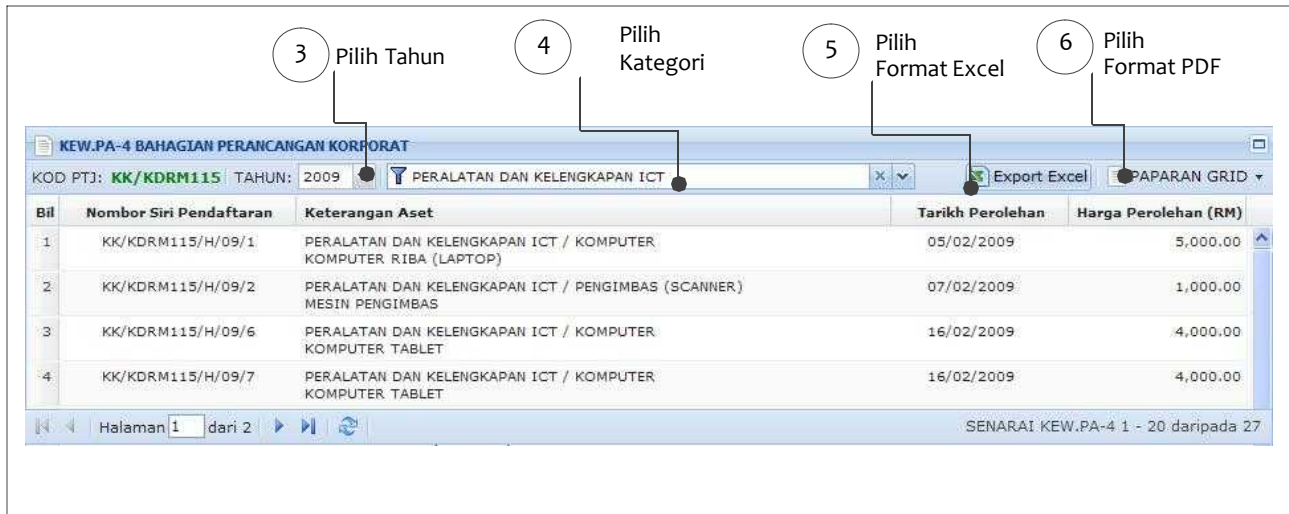 3 Pilih Tahun
4 Pilih
Kategori
5 Pilih
Format Excel
6 Pilih
Format PDF
KEW.PA-4 BAHAGIAN PERANCANGAN KORPORAT
KOD PTJ: KK/KDRM115 TAHUN: 2009 PERALATAN DAN KELENGKAPAN ICT Export Excel PAPARAN GRID
Bil Nombor Siri Pendaftaran Keterangan Aset Tarikh Perolehan Harga Perolehan (RM)
1 KK/KDRM115/H/09/1 PERALATAN DAN KELENGKAPAN ICT / KOMPUTER 05/02/2009 5,000.00
KOMPUTER RIBA (LAPTOP)
2 KK/KDRM115/H/09/2 PERALATAN DAN KELENGKAPAN ICT / PENGIMBAS (SCANNER) 07/02/2009 1,000.00
MESIN PENGIMBAS
3 KK/KDRM115/H/09/6 PERALATAN DAN KELENGKAPAN ICT / KOMPUTER 16/02/2009 4,000.00
KOMPUTER TABLET
4 KK/KDRM115/H/09/7 PERALATAN DAN KELENGKAPAN ICT / KOMPUTER 16/02/2009 4,000.00
KOMPUTER TABLET
Halaman 1 dari 2 SENARAI KEW.PA-4 1 - 20 daripada 27